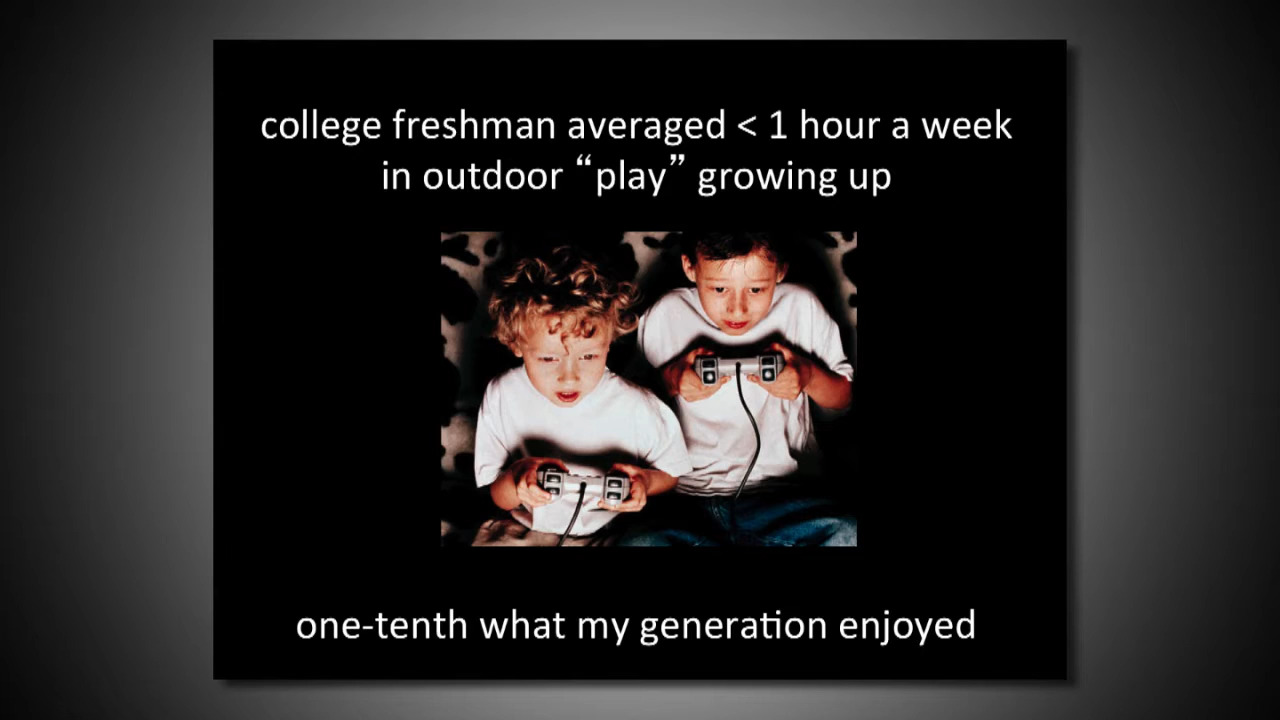 college freshman averaged < 1 hour a week
in outdoor “play” growing up
one-tenth what my generation enjoyed